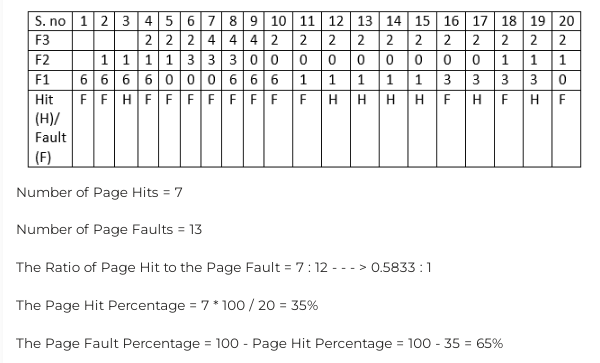 S. no 1 2 3 4 5 6 7 8 9 10 11 12 13 14 15 16 17 18 19 20
F3 2 2 2 4 4 4 2 2 2 2 2 2 2 2 2 2 2
F2 1 1 1 1 3 3 3 0 0 0 0 0 0 0 0 0 1 1 1
F1 6 6 6 6 0 0 0 6 6 6 1 1 1 1 1 3 3 3 3 0
Hit F F H F F F F F F F F H H H H F H F H F
(H)/
Fault
(F)
Number of Page Hits = 7
Number of Page Faults = 13
The Ratio of Page Hit to the Page Fault = 7 : 12 - - - > 0.5833 : 1
The Page Hit Percentage = 7 * 100 / 20 = 35%
The Page Fault Percentage = 100 - Page Hit Percentage = 100 - 35 = 65%